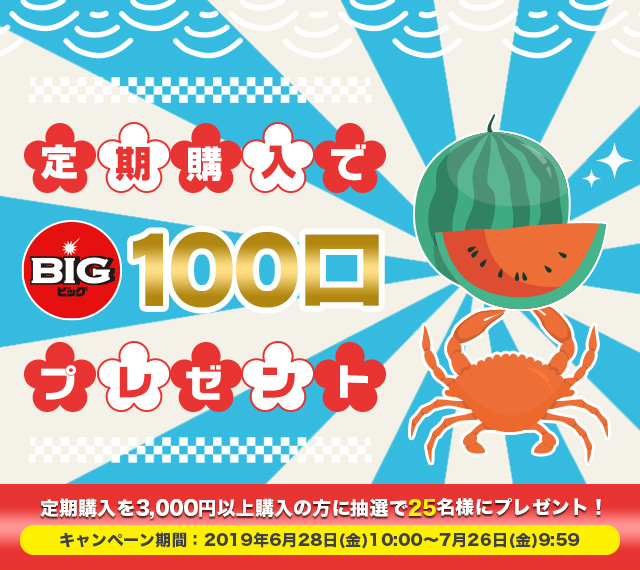 定期購入で
BIG
ビッグ
100口
プレゼント
定期購入を3,000円以上購入の方に抽選で25名様にプレゼント!
キャンペーン期間:2019年6月28日(金)10:00〜7月26日(金)9:59